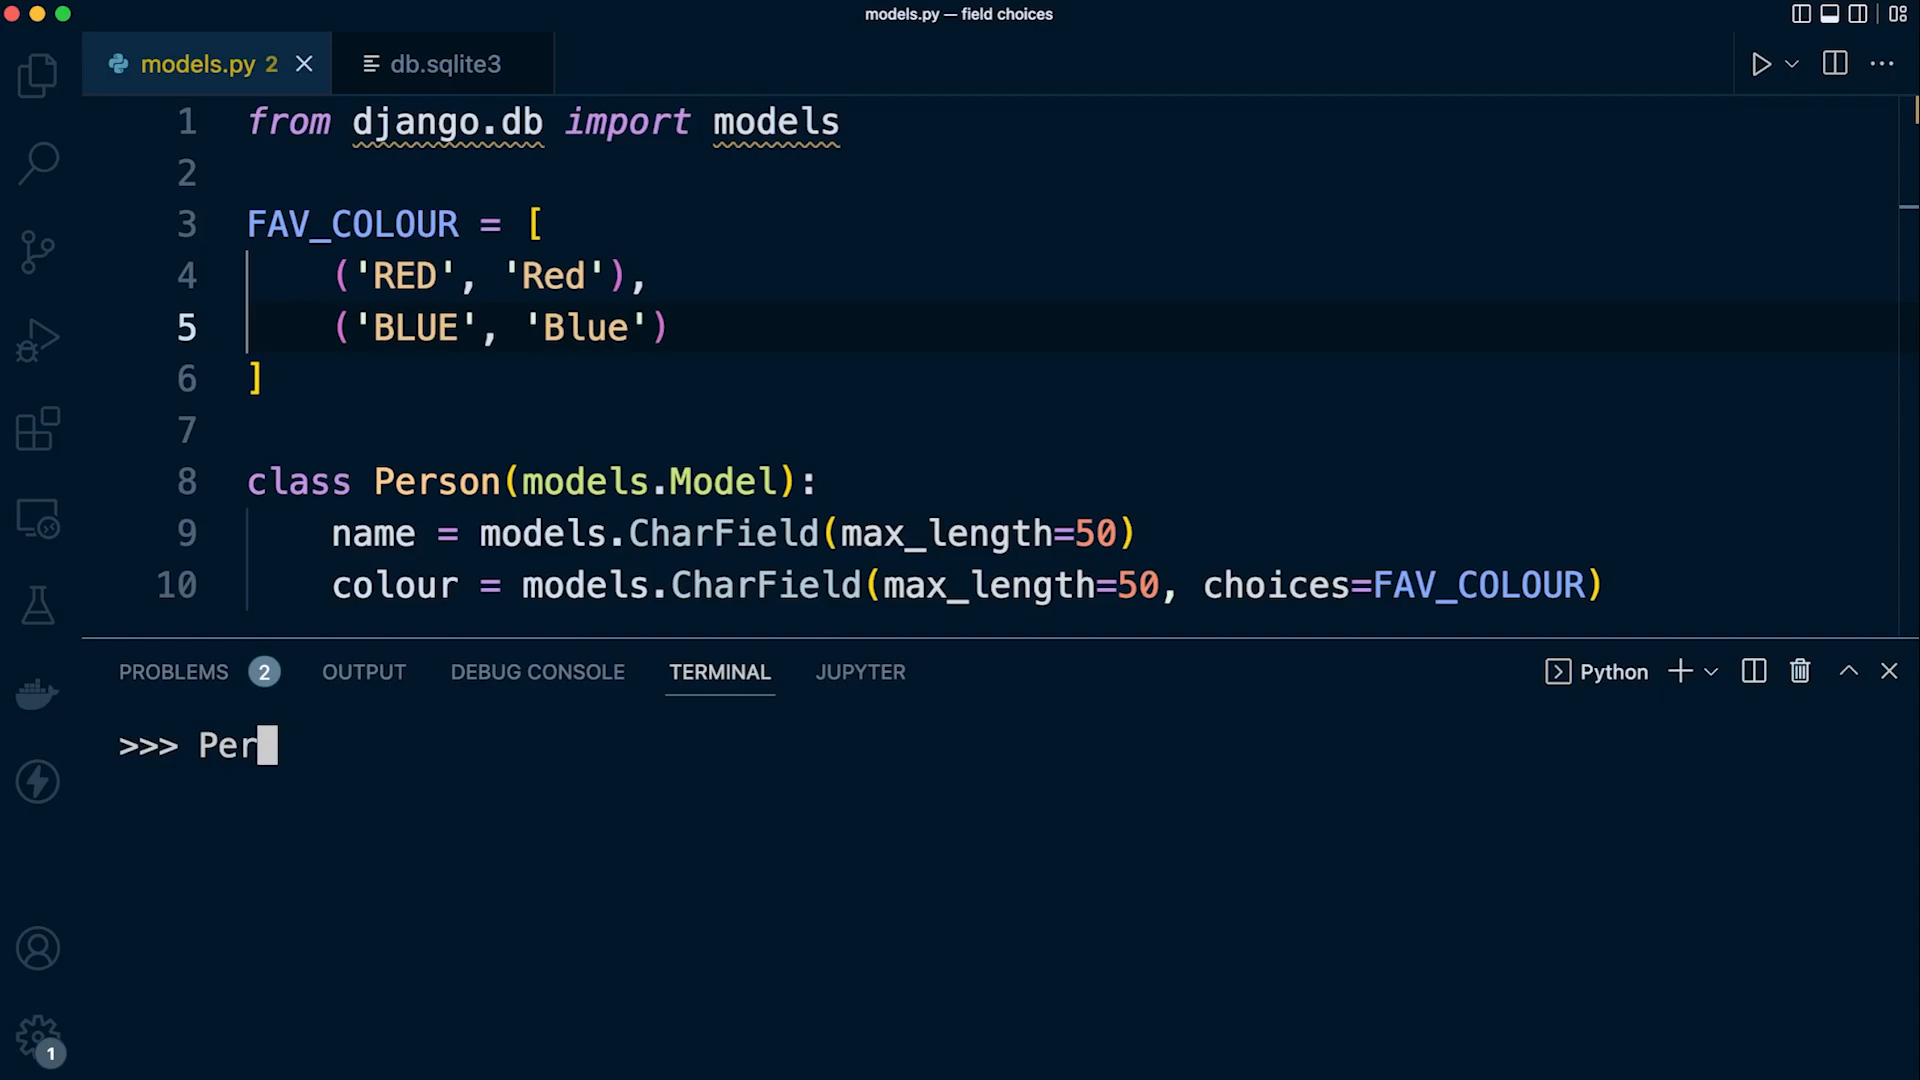 models.py — field choices
models.py 2
db.sqlite3
1 from django.db import models
2
3 FAV_COLOUR = [
4 ('RED', 'Red'),
5 ('BLUE', 'Blue')
6 ]
7
8 class Person(models.Model):
9 name = models.CharField(max_length=50)
10 colour = models.CharField(max_length=50, choices=FAV_COLOUR)
PROBLEMS 2 OUTPUT DEBUG CONSOLE TERMINAL JUPYTER Python
>>> Per
1